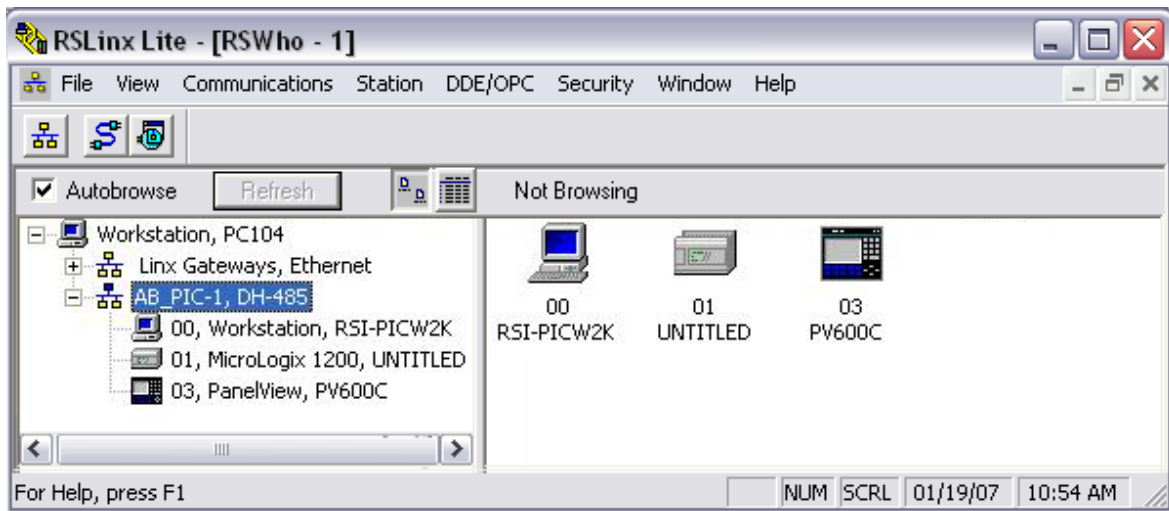 RSLinx Lite - [RSWho - 1]
File View Communications Station DDE/OPC Security Window Help
Autobrowse Refresh Not Browsing
Workstation, PC104
Linx Gateways, Ethernet
AB_PIC-1, DH-485
00, Workstation, RSI-PICW2K
01, MicroLogix 1200, UNTITLED
03, PanelView, PV600C
00
RSI-PICW2K
01
UNTITLED
03
PV600C
For Help, press F1 NUM SCRL 01/19/07 10:54 AM